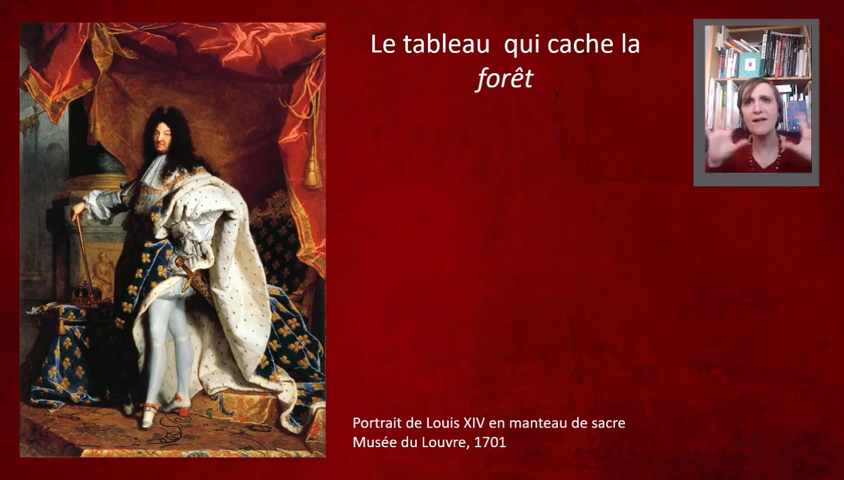 Le tableau  qui cache la
forêt
Portrait de Louis XIV en manteau de sacre
Musée du Louvre, 1701